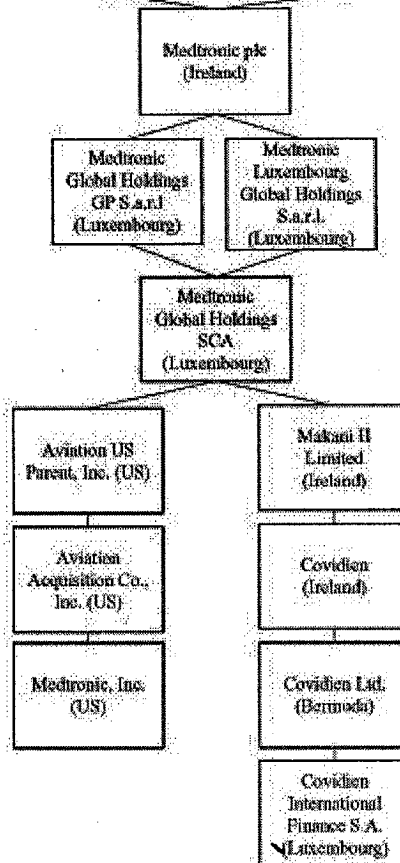 Medtronic plc
(Ireland)
Medtronic
Global Holdings
GP S.a.r.l
(Luxembourg)
Medtronic
Luxembourg
Global Holdings
S.a.r.l.
(Luxembourg)
Medtronic
Global Holdings
SCA
(Luxembourg)
Aviation US
Parent, Inc. (US)
Makani II
Limited
(Ireland)
Aviation
Acquisition Co.,
Inc. (US)
Covidien
(Ireland)
Medtronic, Inc.
(US)
Covidien Ltd.
(Bermuda)
Covidien
International
Finance S.A.
(Luxembourg)